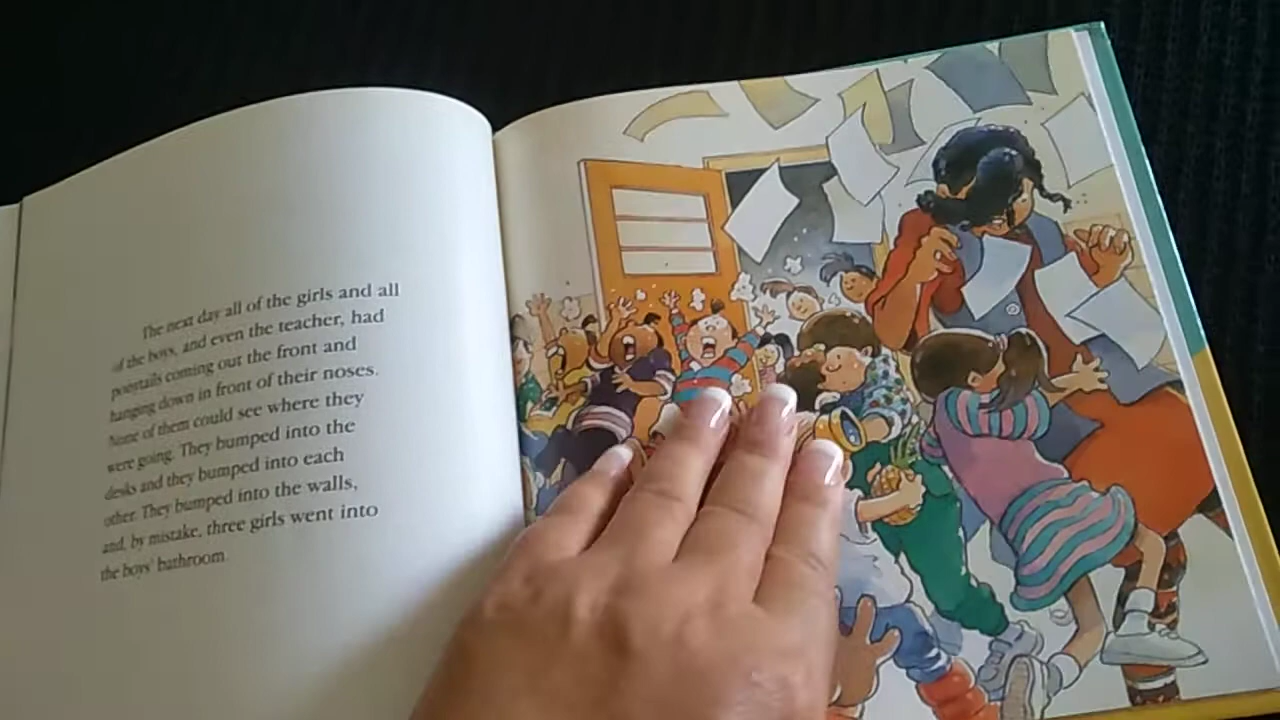 The next day all of the girls and all
of the boys, and even the teacher, had
ponytails coming out the front and
hanging down in front of their noses.
None of them could see where they
were going. They bumped into the
desks and they bumped into each
other. They bumped into the walls,
and, by mistake, three girls went into
the boys' bathroom.